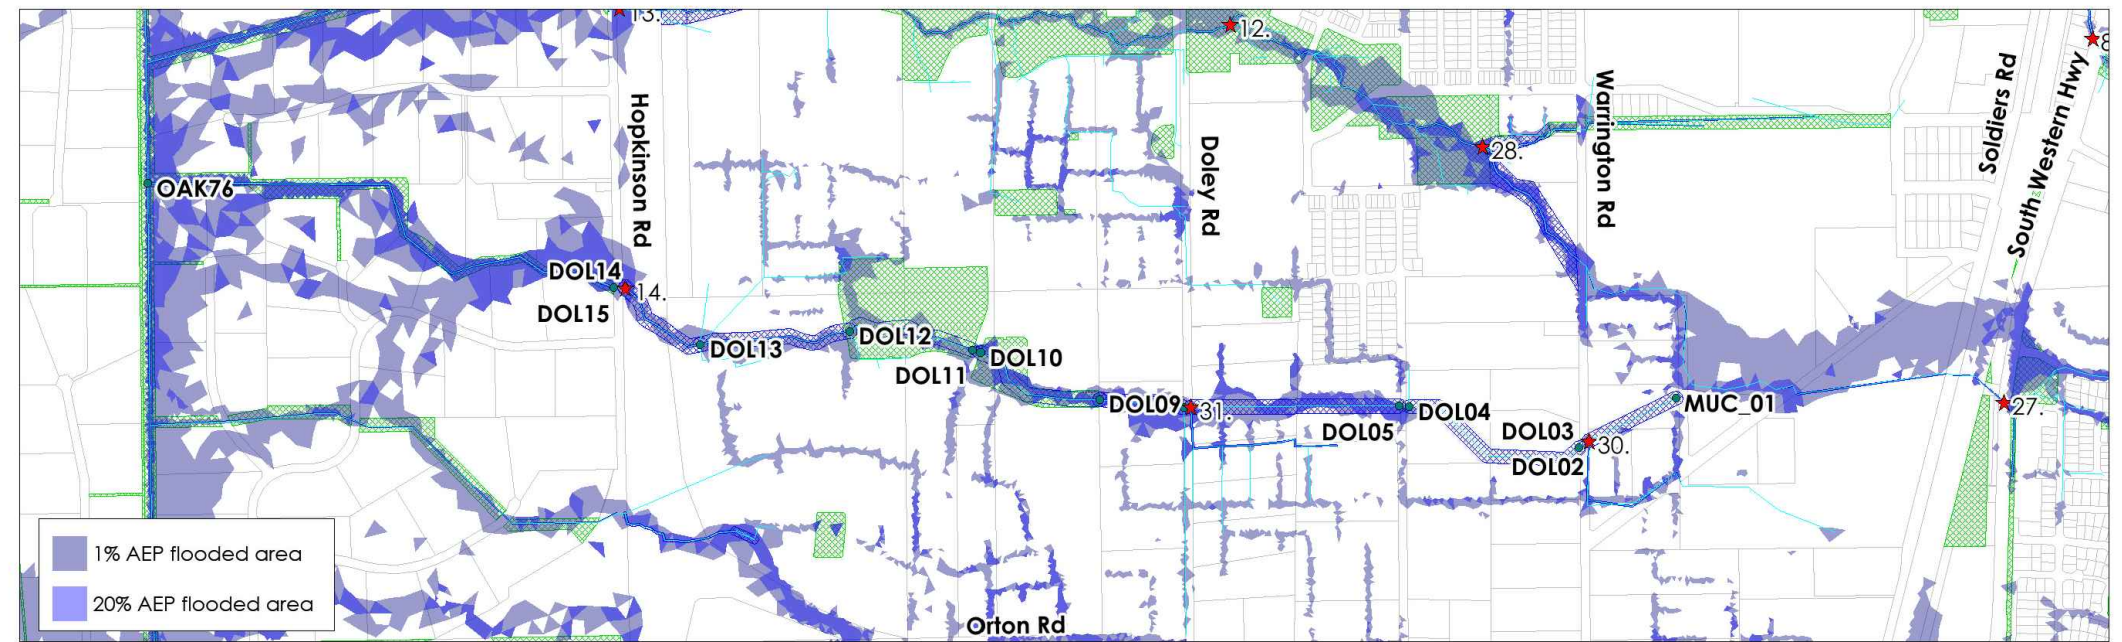 13.
12.
8
Hopkinson Rd
Doley Rd
Warrington Rd
Soldiers Rd
South Western Hwy
28.
OAK76
DOL14
14.
DOL15
DOL13
DOL12
DOL10
DOL11
DOL09
31.
DOL04
DOL05
DOL03
30.
DOL02
MUC_01
27.
1% AEP flooded area
20% AEP flooded area
Orton Rd